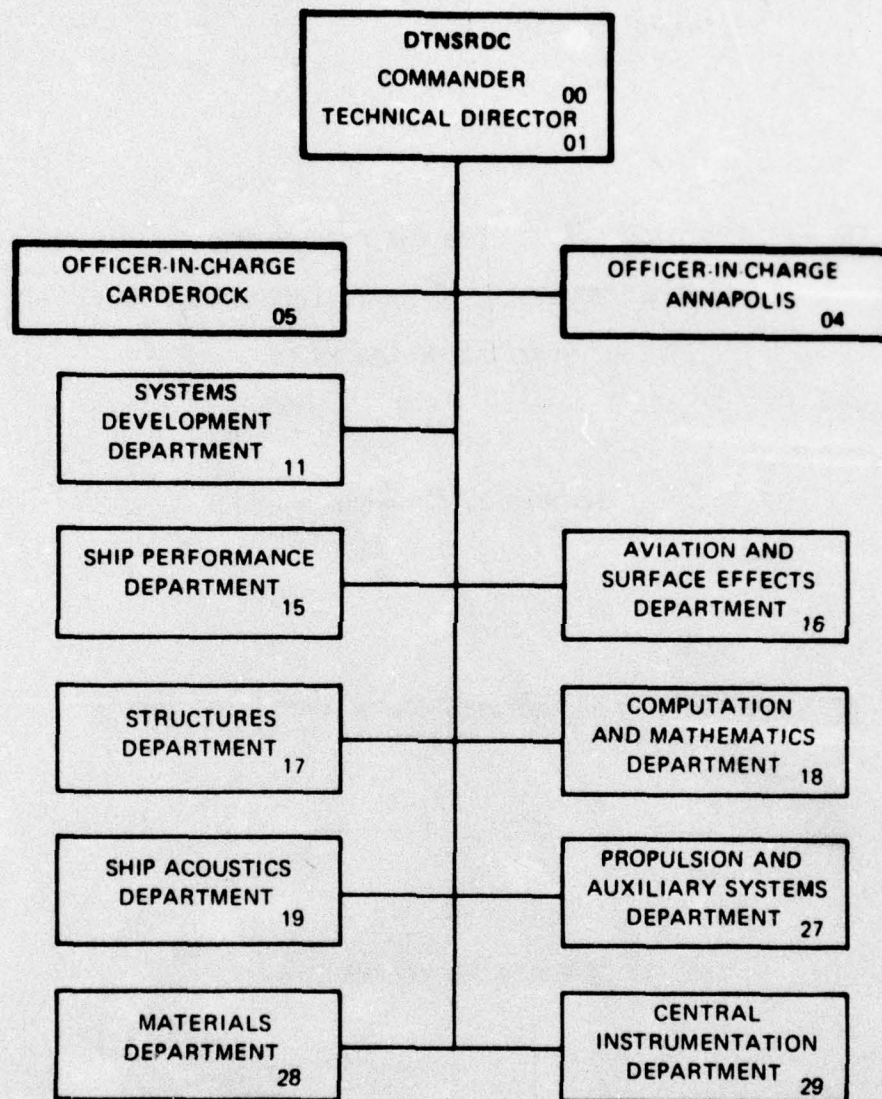 DTNSRDC
COMMANDER
00
TECHNICAL DIRECTOR
01
OFFICER-IN-CHARGE
CARDEROCK
05
OFFICER-IN-CHARGE
ANNAPOLIS
04
SYSTEMS
DEVELOPMENT
DEPARTMENT
11
SHIP PERFORMANCE
DEPARTMENT
15
AVIATION AND
SURFACE EFFECTS
DEPARTMENT
16
STRUCTURES
DEPARTMENT
17
COMPUTATION
AND MATHEMATICS
DEPARTMENT
18
SHIP ACOUSTICS
DEPARTMENT
19
PROPULSION AND
AUXILIARY SYSTEMS
DEPARTMENT
27
MATERIALS
DEPARTMENT
28
CENTRAL
INSTRUMENTATION
DEPARTMENT
29